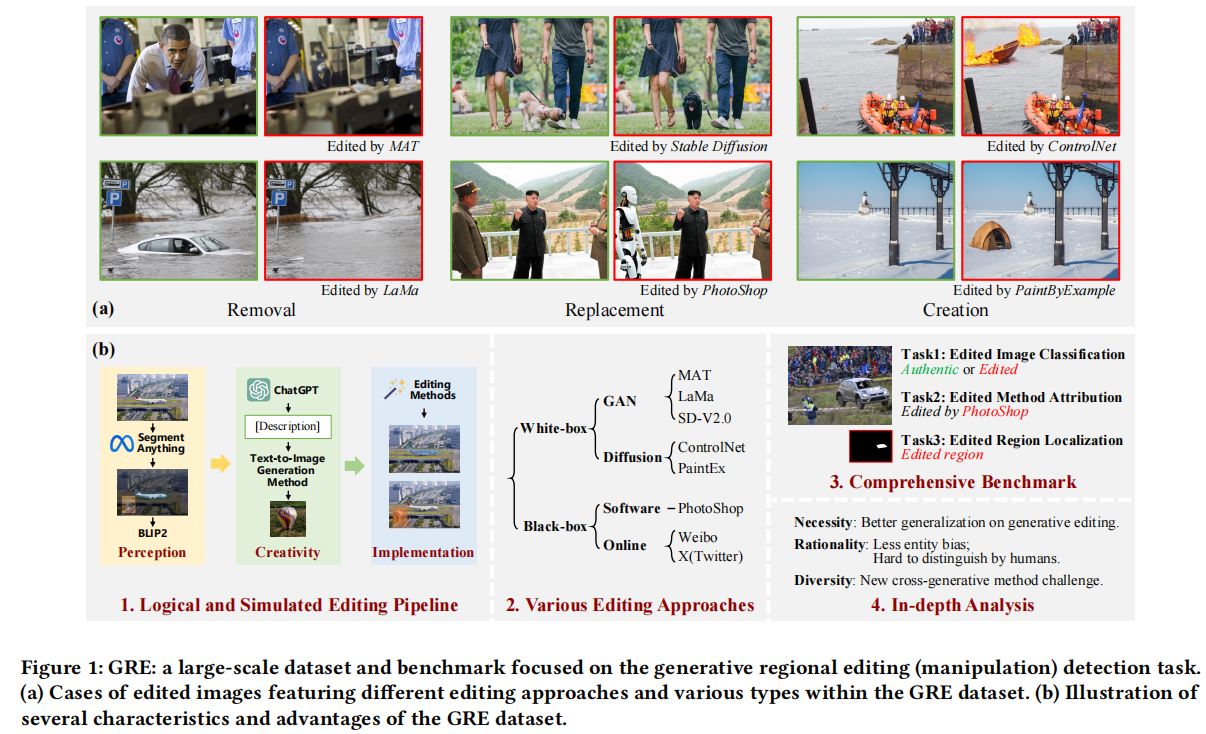 Edited by MAT
Edited by Stable Diffusion
Edited by ControlNet
P
P
Edited by LaMa
Edited by PhotoShop
Edited by PaintByExample
(a)
Removal
Replacement
Creation
(b)
Segment
Anything
BLIP2
Perception
ChatGPT
[Description]
Text-to-Image
Generation
Method
Creativity
Editing
Methods
Implementation
1. Logical and Simulated Editing Pipeline
White-box
GAN
MAT
LaMa
SD-V2.0
Diffusion
ControlNet
PaintEx
Black-box
Software
PhotoShop
Online
Weibo
X(Twitter)
2. Various Editing Approaches
Task1: Edited Image Classification
Authentic or Edited
Task2: Edited Method Attribution
Edited by PhotoShop
Task3: Edited Region Localization
Edited region
3. Comprehensive Benchmark
Necessity: Better generalization on generative editing.
Rationality: Less entity bias;
Hard to distinguish by humans.
Diversity: New cross-generative method challenge.
4. In-depth Analysis
Figure 1: GRE: a large-scale dataset and benchmark focused on the generative regional editing (manipulation) detection task.
(a) Cases of edited images featuring different editing approaches and various types within the GRE dataset. (b) Illustration of
several characteristics and advantages of the GRE dataset.